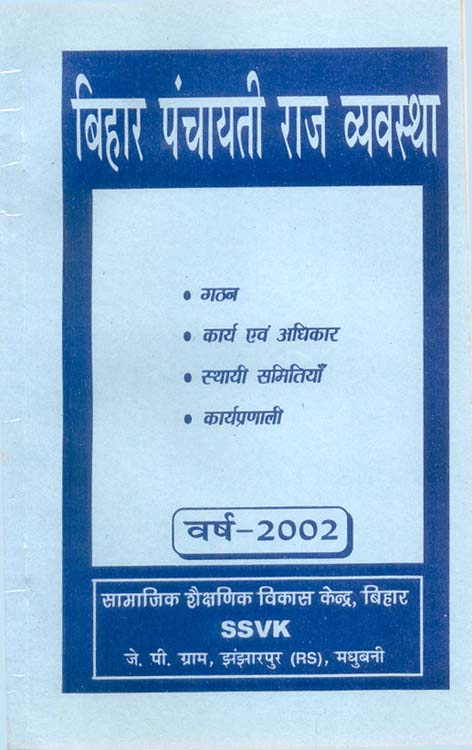 बिहार पंचायती राज व्यवस्था
• गठन
• कार्य एवं अधिकार
• स्थायी समितियाँ
• कार्यप्रणाली
वर्ष-2002
सामाजिक शैक्षणिक विकास केन्द्र, बिहार
SSVK
जे. पी. ग्राम, झंझारपुर (RS), मधुबनी